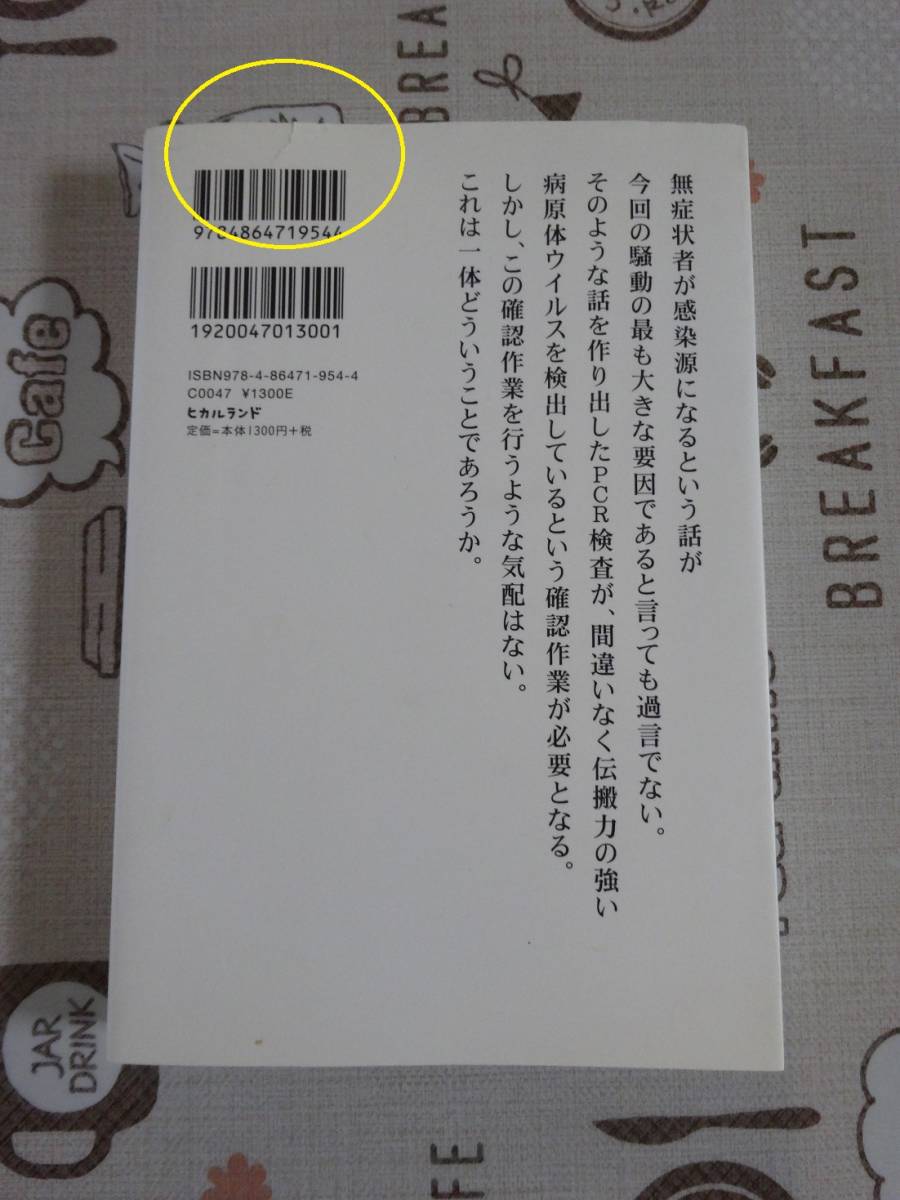 無症状者が感染源になるという話が
今回の騒動の最も大きな要因であると言っても過言でない。
そのような話を作り出したPCR検査が、間違いなく伝搬力の強い
病原体ウイルスを検出しているという確認作業が必要となる。
しかし、この確認作業を行うような気配はない。
これは一体どういうことであろうか。
9784864719544
1920047013001
ISBN978-4-86471-954-4
C0047 ¥1300E
ヒカルランド
定価=本体1300円+税
Cafe
BREAKFAST
JAR
DRINK
BREA
FE